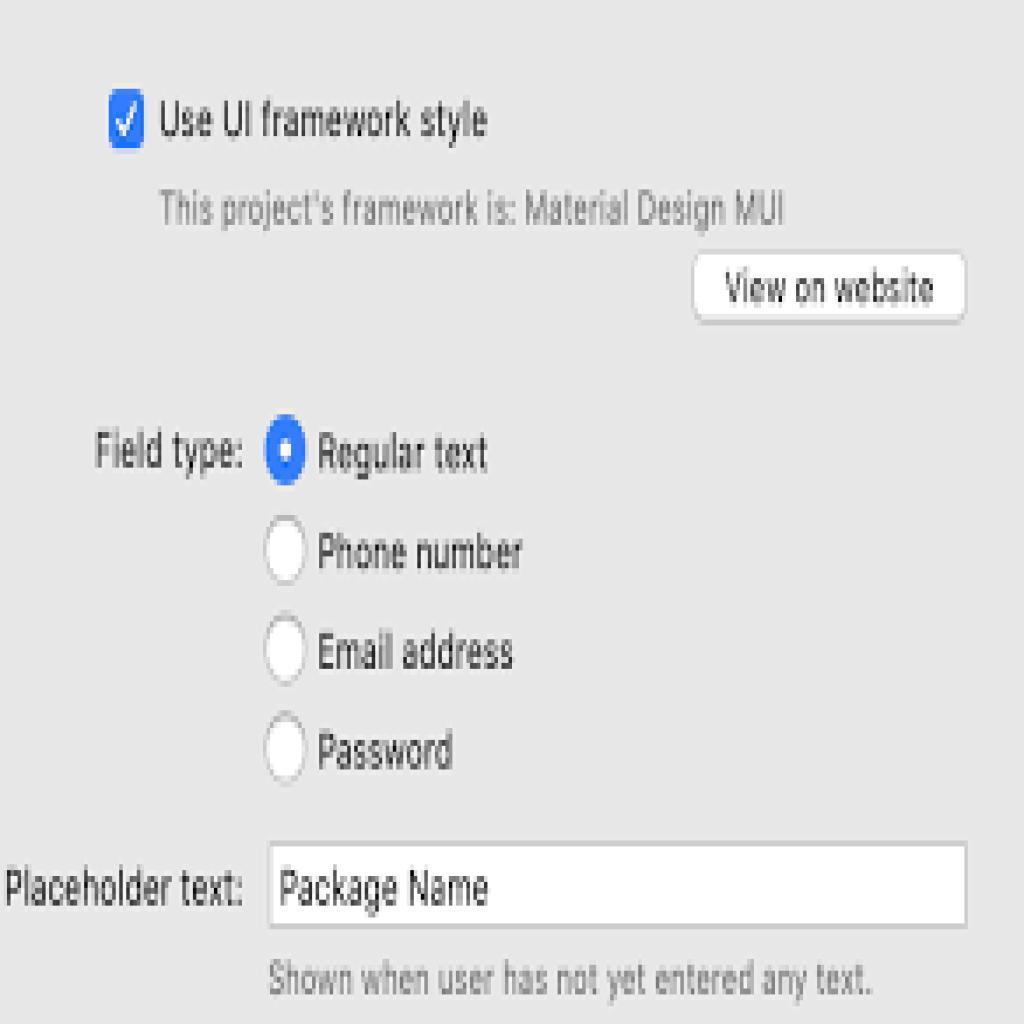 Use UI framework style
This project's framework is: Material Design MUI
View on website
Field type: Regular text
Phone number
Email address
Password
Placeholder text: Package Name
Shown when user has not yet entered any text.